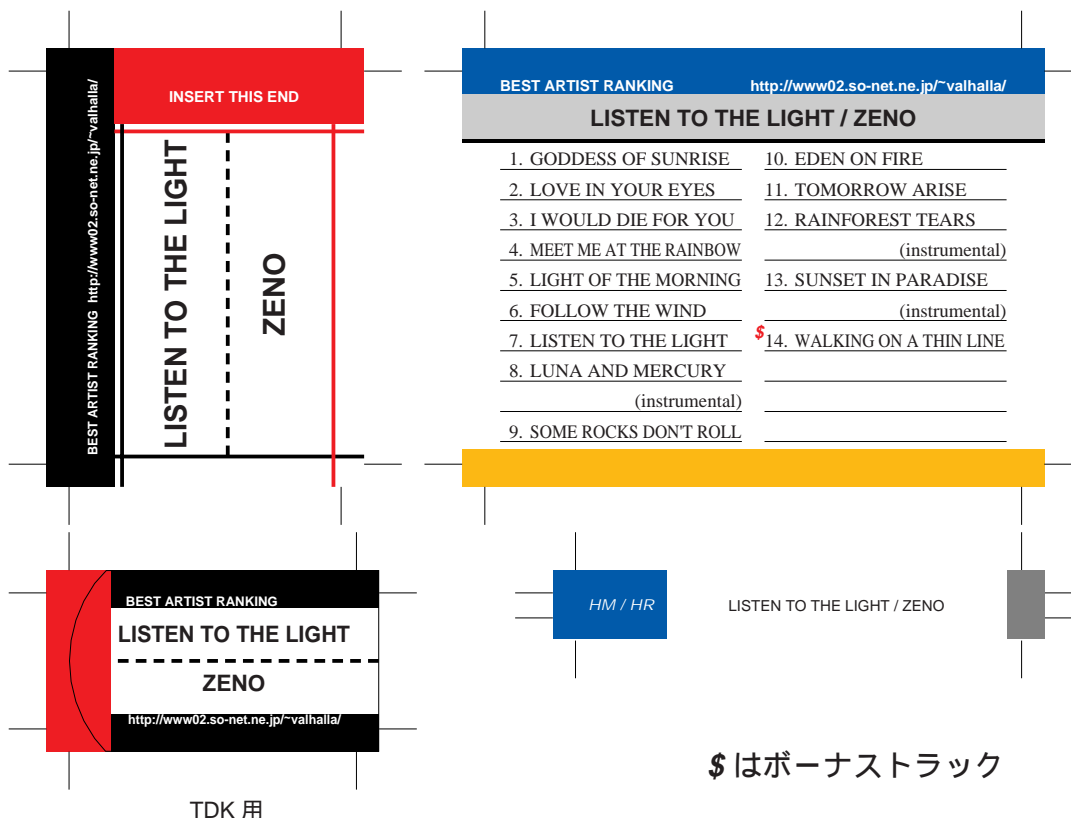 BEST ARTIST RANKING http://www02.so-net.ne.jp/~valhalla/
INSERT THIS END
LISTEN TO THE LIGHT
ZENO
BEST ARTIST RANKING http://www02.so-net.ne.jp/~valhalla/
LISTEN TO THE LIGHT / ZENO
1. GODDESS OF SUNRISE
2. LOVE IN YOUR EYES
3. I WOULD DIE FOR YOU
4. MEET ME AT THE RAINBOW
5. LIGHT OF THE MORNING
6. FOLLOW THE WIND
7. LISTEN TO THE LIGHT
8. LUNA AND MERCURY
(instrumental)
9. SOME ROCKS DON'T ROLL
10. EDEN ON FIRE
11. TOMORROW ARISE
12. RAINFOREST TEARS
(instrumental)
13. SUNSET IN PARADISE
(instrumental)
$14. WALKING ON A THIN LINE
BEST ARTIST RANKING
LISTEN TO THE LIGHT
ZENO
http://www02.so-net.ne.jp/~valhalla/
TDK 用
HM / HR
LISTEN TO THE LIGHT / ZENO
$ はボーナストラック